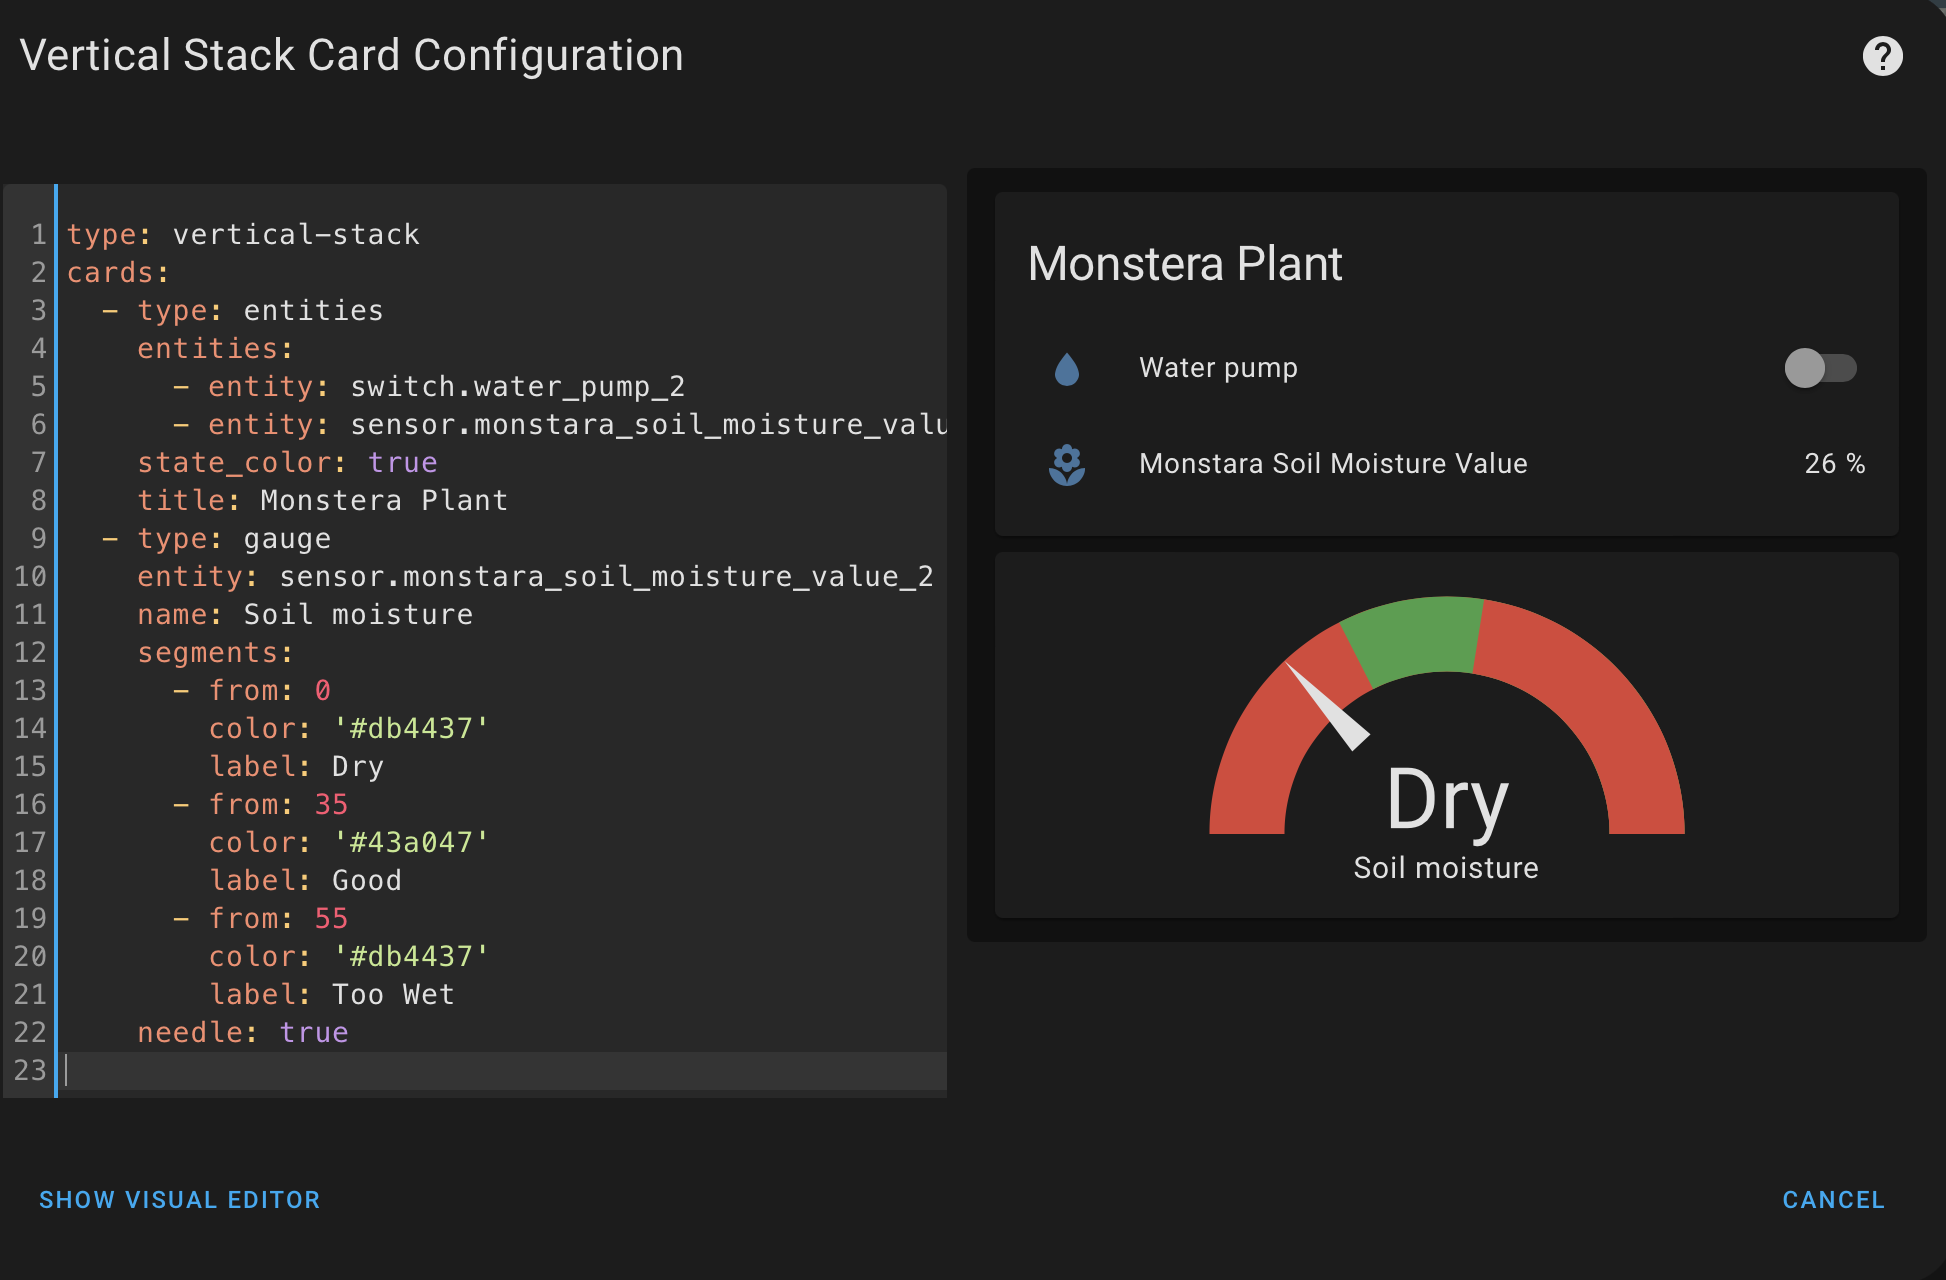 Vertical Stack Card Configuration
?
1 type: vertical-stack
2 cards:
3   - type: entities
4     entities:
5       - entity: switch.water_pump_2
6       - entity: sensor.monstara_soil_moisture_valu
7     state_color: true
8     title: Monstera Plant
9   - type: gauge
10     entity: sensor.monstara_soil_moisture_value_2
11     name: Soil moisture
12     segments:
13       - from: 0
14         color: '#db4437'
15         label: Dry
16       - from: 35
17         color: '#43a047'
18         label: Good
19       - from: 55
20         color: '#db4437'
21         label: Too Wet
22     needle: true
23
Monstera Plant
Water pump
Monstara Soil Moisture Value 26 %
Dry
Soil moisture
SHOW VISUAL EDITOR
CANCEL